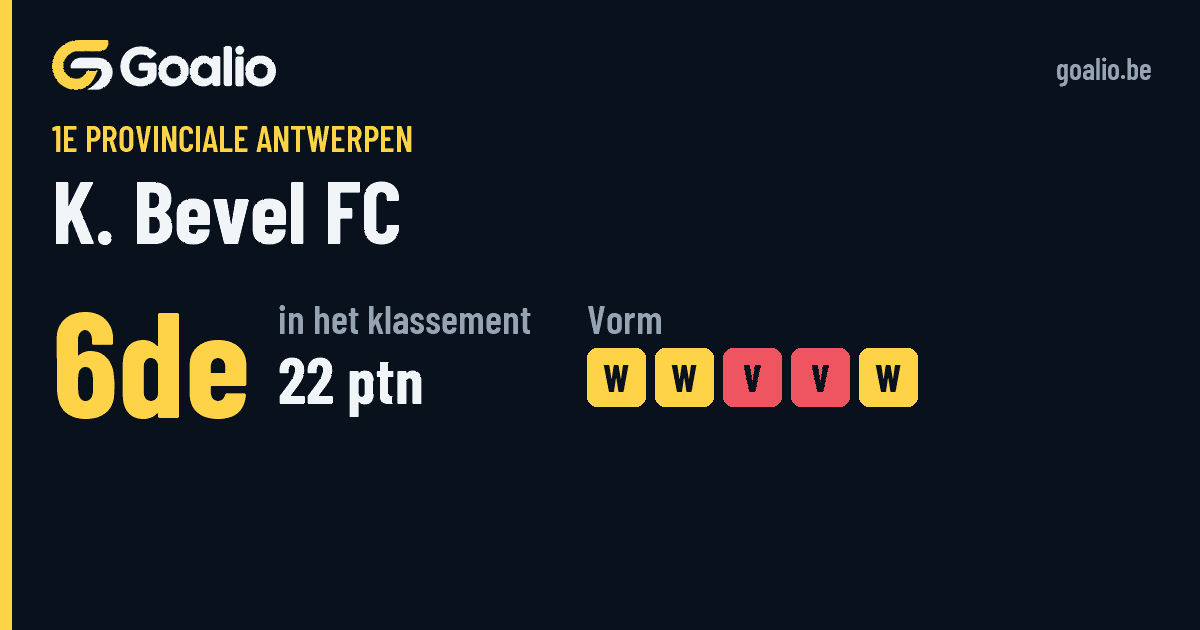 Goalio
goalio.be
1E PROVINCIALE ANTWERPEN
K. Bevel FC
6de
in het klassement
22 ptn
Vorm
W W V V W